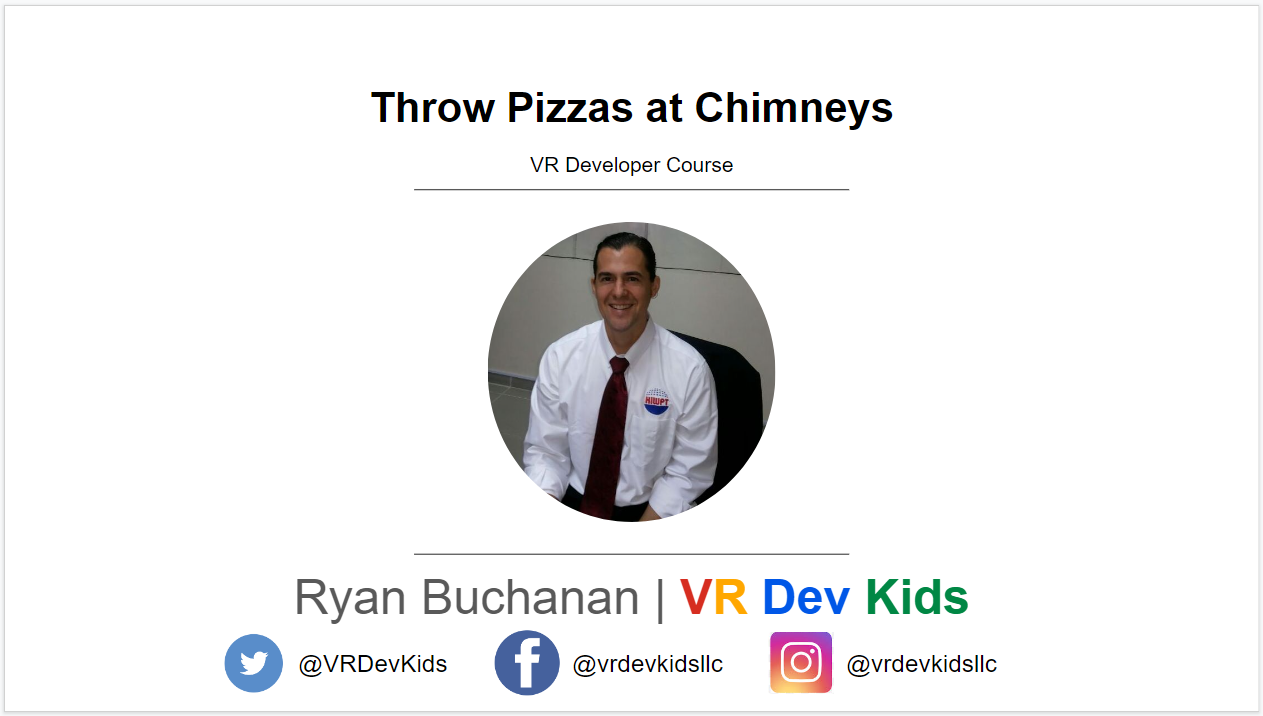 Throw Pizzas at Chimneys
VR Developer Course
HIWPT
Ryan Buchanan | VR Dev Kids
@VRDevKids @vrdevkidsllc @vrdevkidsllc